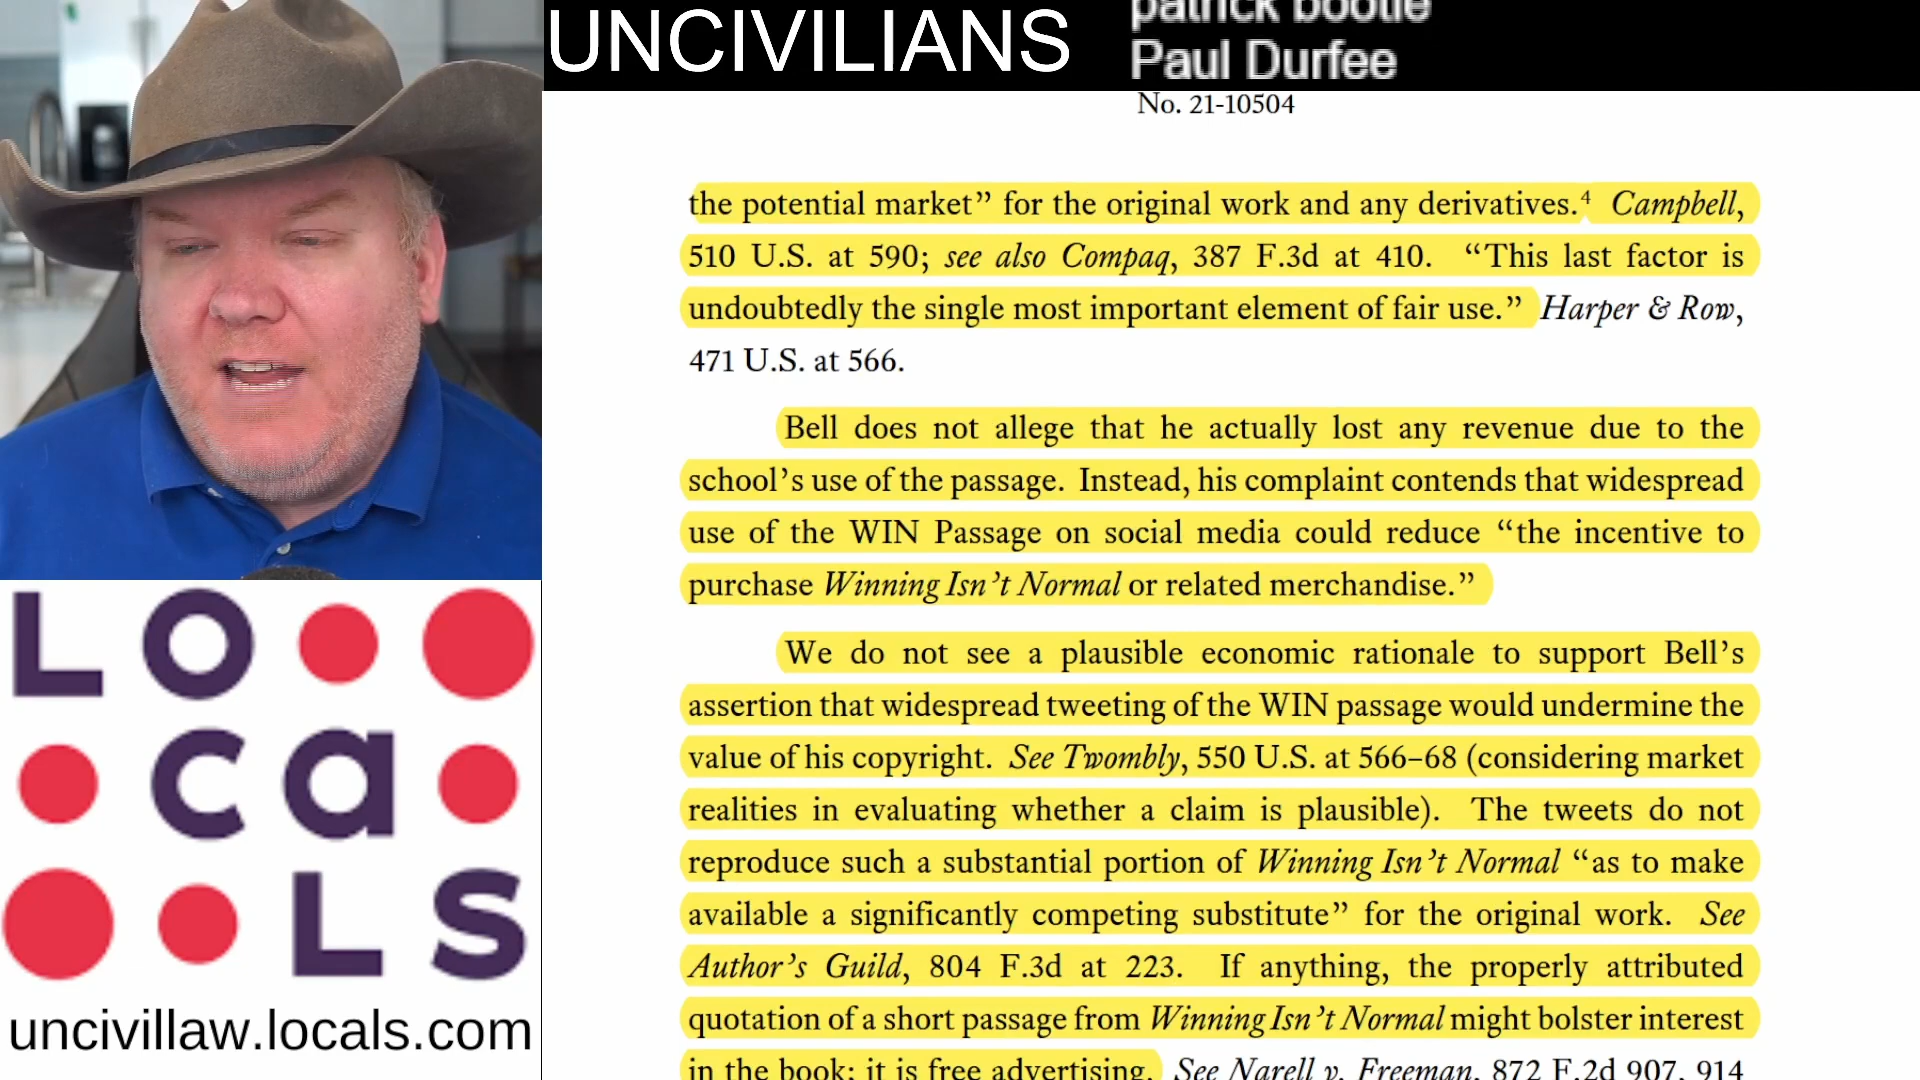 UNCIVILIANS
patrick bootle
Paul Durfee
No. 21-10504
the potential market” for the original work and any derivatives.⁴ Campbell,
510 U.S. at 590; see also Compaq, 387 F.3d at 410. “This last factor is
undoubtedly the single most important element of fair use.” Harper & Row,
471 U.S. at 566.
Bell does not allege that he actually lost any revenue due to the
school’s use of the passage. Instead, his complaint contends that widespread
use of the WIN Passage on social media could reduce “the incentive to
purchase Winning Isn’t Normal or related merchandise.”
We do not see a plausible economic rationale to support Bell’s
assertion that widespread tweeting of the WIN passage would undermine the
value of his copyright. See Twombly, 550 U.S. at 566–68 (considering market
realities in evaluating whether a claim is plausible). The tweets do not
reproduce such a substantial portion of Winning Isn’t Normal “as to make
available a significantly competing substitute” for the original work. See
Author’s Guild, 804 F.3d at 223. If anything, the properly attributed
quotation of a short passage from Winning Isn’t Normal might bolster interest
in the book; it is free advertising. See Narell v. Freeman, 872 F.2d 907, 914
LO
ca
LS
uncivillaw.locals.com